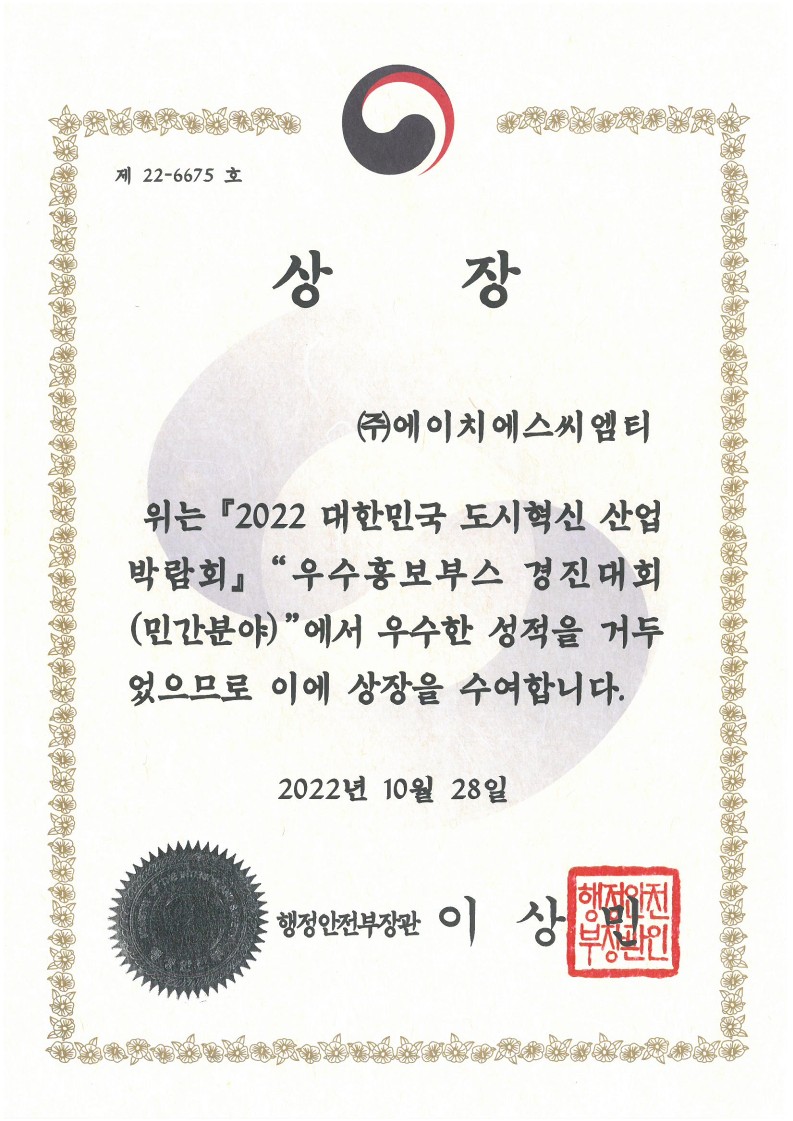 제 22-6675 호
상 장
㈜에이치에스씨엠티
위는 『2022 대한민국 도시혁신 산업
박람회』 “우수홍보부스 경진대회
(민간분야)”에서 우수한 성적을 거두
었으므로 이에 상장을 수여합니다.
2022년 10월 28일
행정안전부장관 이 상 민
행정안전
부장관인